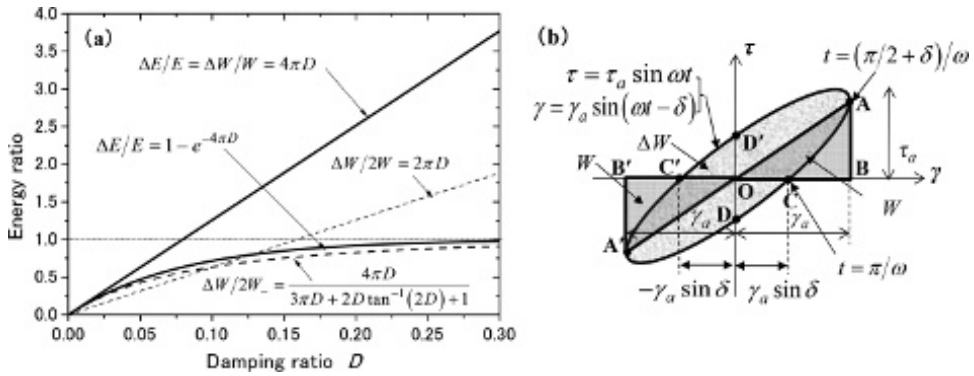 (a)
ΔE/E = ΔW/W = 4πD
ΔE/E = 1 − e^{−4πD}
ΔW/2W = 2πD
ΔW/2W_ = 4πD / (3πD + 2D tan⁻¹(2D) + 1)
Energy ratio
4.0
3.5
3.0
2.5
2.0
1.5
1.0
0.5
0.0
0.00
0.05
0.10
0.15
0.20
0.25
0.30
Damping ratio D
(b)
τ
t = (π/2 + δ)/ω
τ = τ_a sin ωt
γ = γ_a sin(ωt − δ)
A
D'
ΔW
τ_a
W
B'
C'
B
O
C
γ
D
W
γ_a
γ_a
A'
t = π/ω
−γ_a sin δ
γ_a sin δ